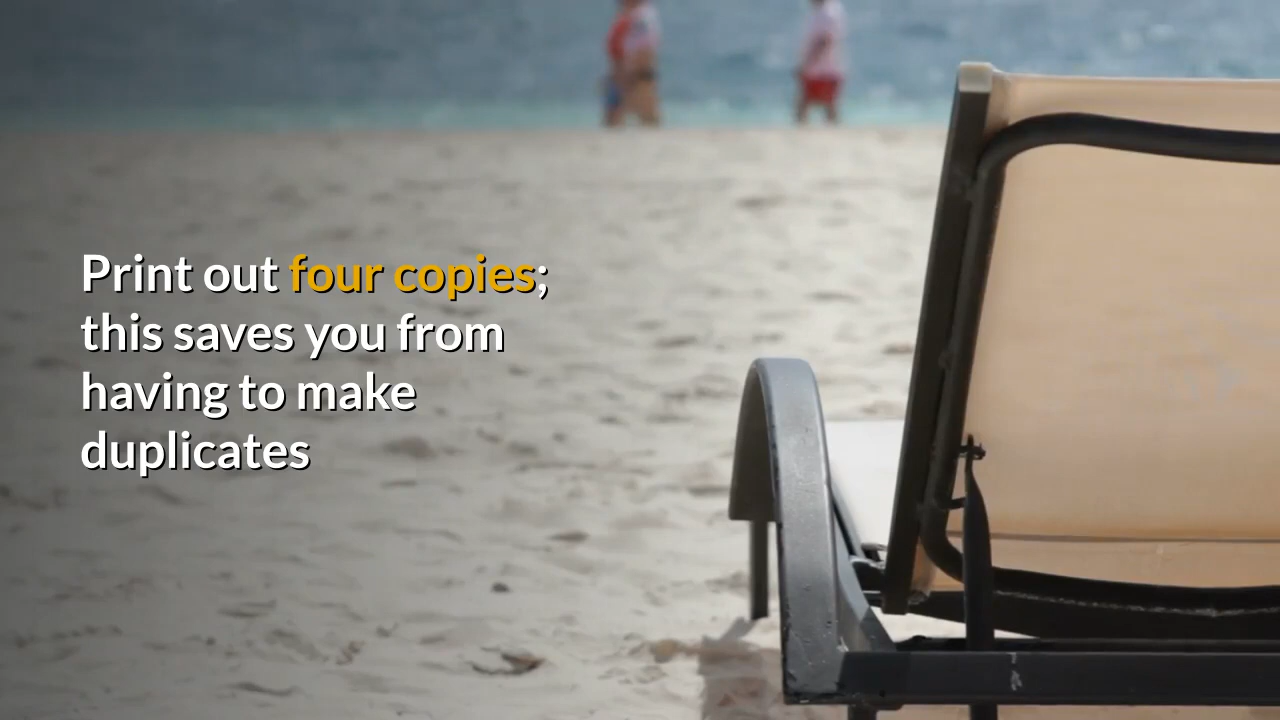 Print out four copies;
this saves you from
having to make
duplicates